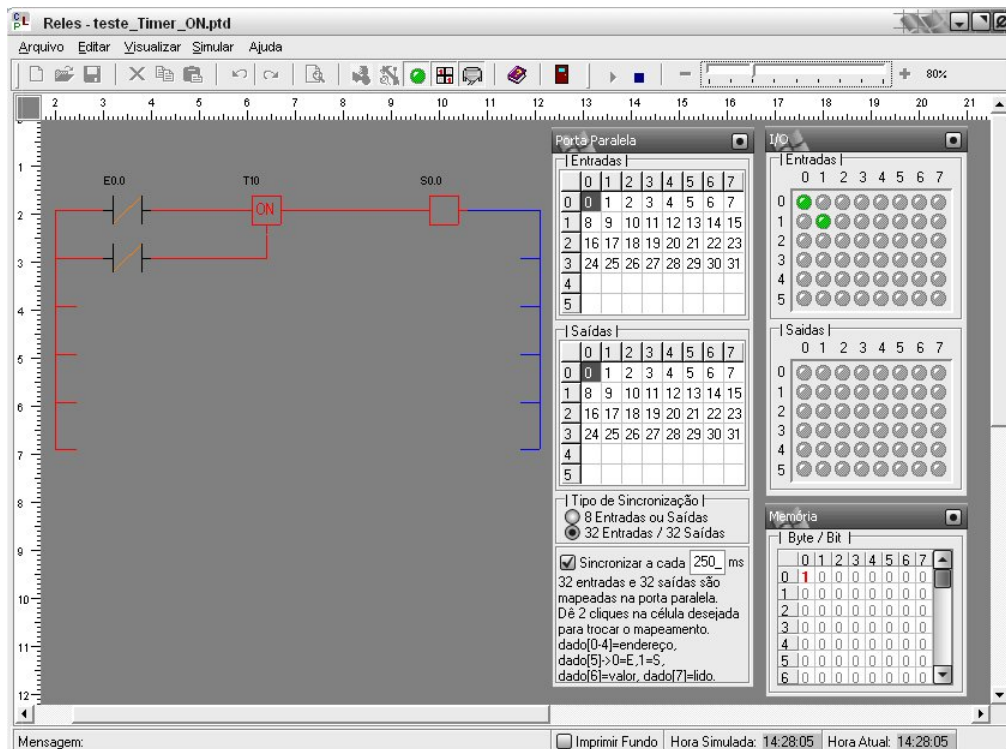 Reles - teste_Timer_ON.ptd
Arquivo Editar Visualizar Simular Ajuda
80%
2 3 4 5 6 7 8 9 10 11 12 13 14 15 16 17 18 19 20 21
1
2
3
4
5
6
7
8
9
10
11
12
E0.0 T10 S0.0
ON
Porta Paralela
Entradas
0 1 2 3 4 5 6 7
0 0 1 2 3 4 5 6 7
1 8 9 10 11 12 13 14 15
2 16 17 18 19 20 21 22 23
3 24 25 26 27 28 29 30 31
4
5
Saídas
0 1 2 3 4 5 6 7
0 0 1 2 3 4 5 6 7
1 8 9 10 11 12 13 14 15
2 16 17 18 19 20 21 22 23
3 24 25 26 27 28 29 30 31
4
5
Tipo de Sincronização
8 Entradas ou Saídas
32 Entradas / 32 Saídas
Sincronizar a cada 250_ ms
32 entradas e 32 saídas são
mapeadas na porta paralela.
Dê 2 cliques na célula desejada
para trocar o mapeamento.
dado[0-4]=endereço,
dado[5]->0=E,1=S,
dado[6]=valor, dado[7]=lido.
I/O
Entradas
0 1 2 3 4 5 6 7
0
1
2
3
4
5
Saidas
0 1 2 3 4 5 6 7
0
1
2
3
4
5
Memória
Byte / Bit
0 1 2 3 4 5 6 7
0 1 0 0 0 0 0 0 0
1 0 0 0 0 0 0 0 0
2 0 0 0 0 0 0 0 0
3 0 0 0 0 0 0 0 0
4 0 0 0 0 0 0 0 0
5 0 0 0 0 0 0 0 0
6 0 0 0 0 0 0 0 0
Mensagem:
Imprimir Fundo Hora Simulada: 14:28:05 Hora Atual: 14:28:05